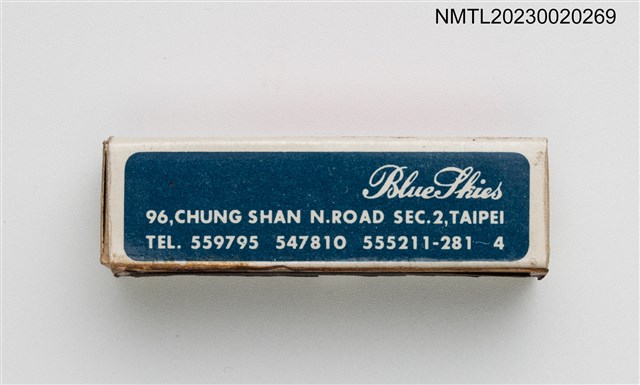 NMTL20230020269
Blue Skies
96,CHUNG SHAN N.ROAD SEC.2,TAIPEI
TEL. 559795 547810 555211-281~4